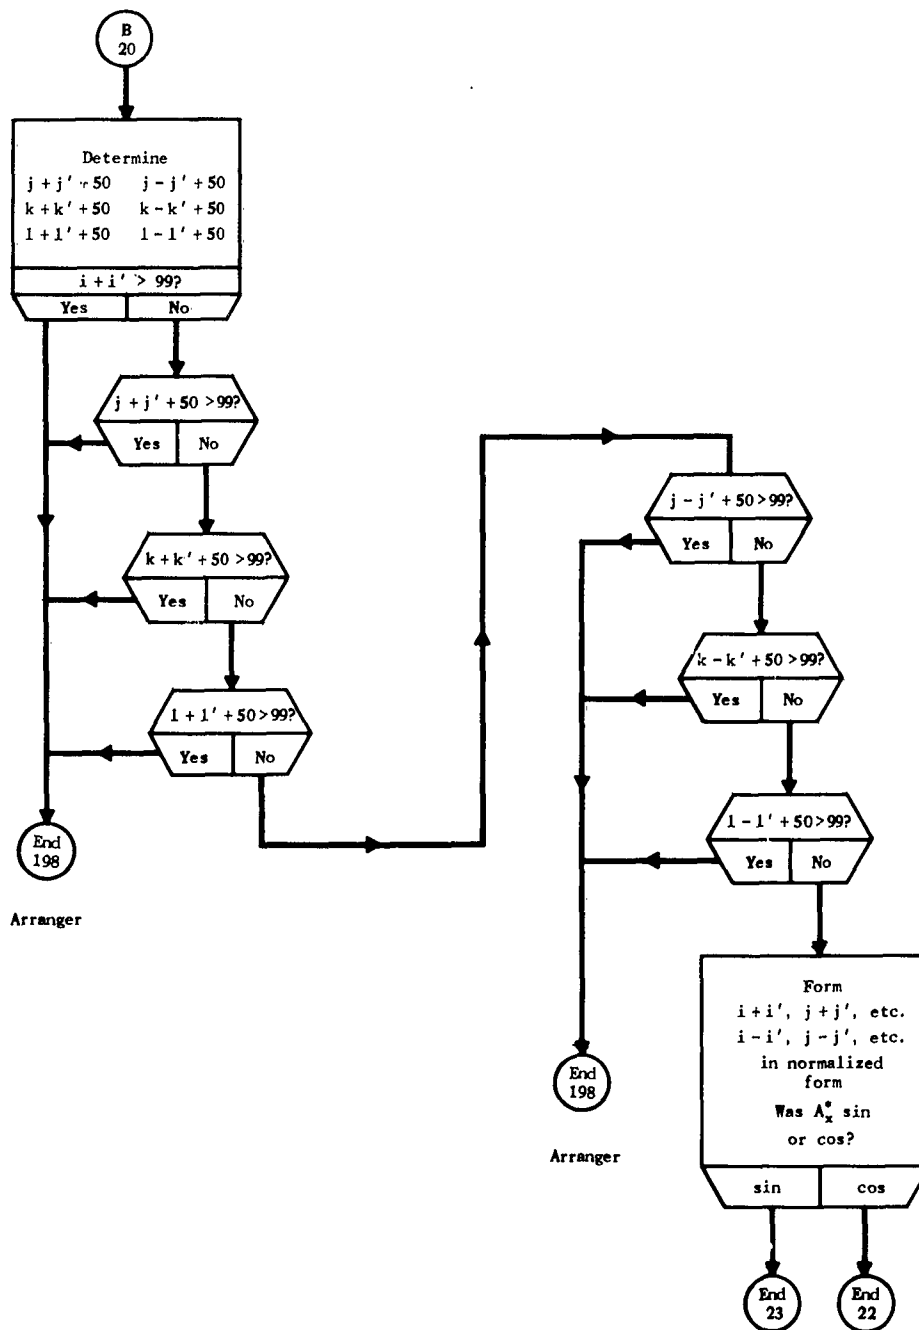 B
20
Determine
j + j' + 50 j - j' + 50
k + k' + 50 k - k' + 50
l + l' + 50 l - l' + 50
i + i' > 99?
Yes No
j + j' + 50 > 99?
Yes No
k + k' + 50 > 99?
Yes No
l + l' + 50 > 99?
Yes No
End
198
Arranger
j - j' + 50 > 99?
Yes No
k - k' + 50 > 99?
Yes No
l - l' + 50 > 99?
Yes No
End
198
Arranger
Form
i + i', j + j', etc.
i - i', j - j', etc.
in normalized
form
Was A*x sin
or cos?
sin cos
End
23
End
22